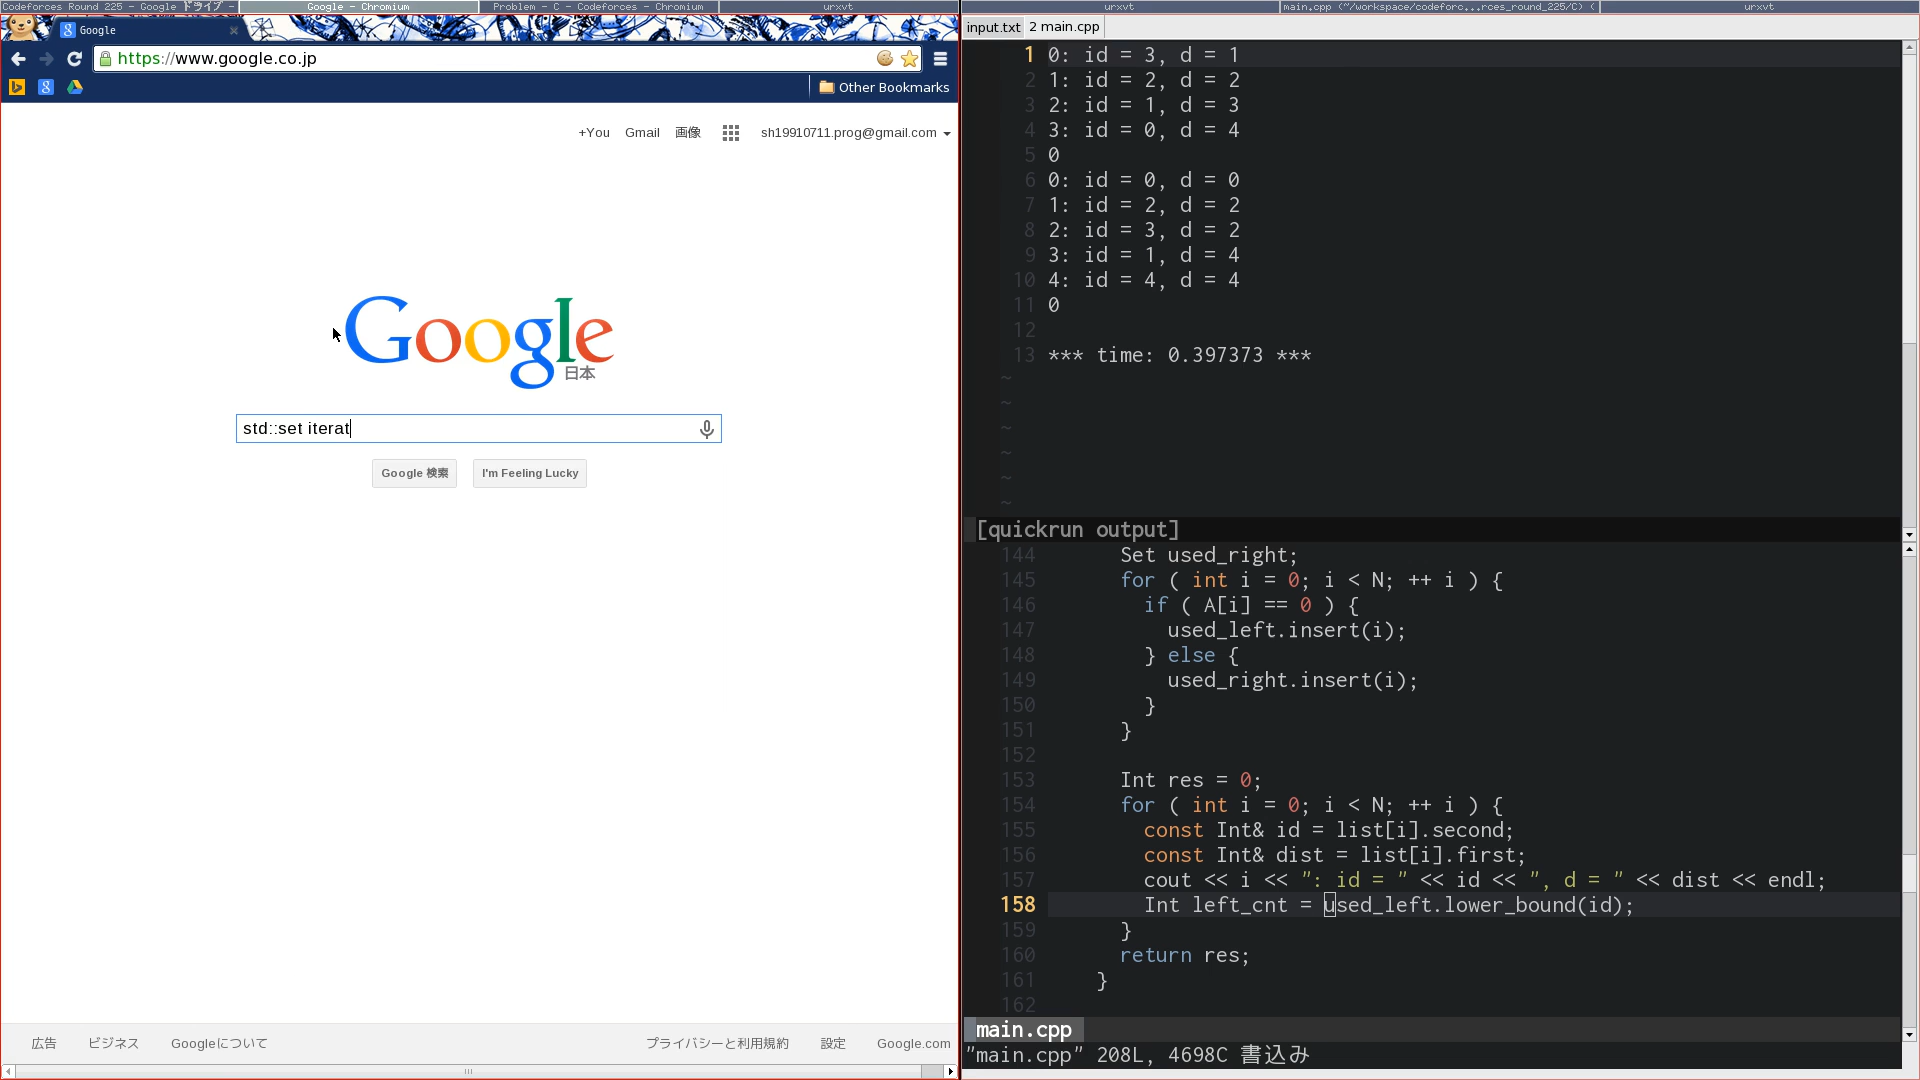 Codeforces Round 225 - Google ドライブ -
Google - Chromium
Problem - C - Codeforces - Chromium
urxvt
urxvt
main.cpp (~/workspace/codeforc...rces_round_225/C) (
urxvt
Google
https://www.google.co.jp
Other Bookmarks
+You Gmail 画像 sh19910711.prog@gmail.com
Google
日本
std::set iterat
Google 検索 I'm Feeling Lucky
広告 ビジネス Googleについて プライバシーと利用規約 設定 Google.com
input.txt 2 main.cpp
1 0: id = 3, d = 1
2 1: id = 2, d = 2
3 2: id = 1, d = 3
4 3: id = 0, d = 4
5 0
6 0: id = 0, d = 0
7 1: id = 2, d = 2
8 2: id = 3, d = 2
9 3: id = 1, d = 4
10 4: id = 4, d = 4
11 0
12
13 *** time: 0.397373 ***
~
~
~
~
~
~
[quickrun output]
144 Set used_right;
145 for ( int i = 0; i < N; ++ i ) {
146 if ( A[i] == 0 ) {
147 used_left.insert(i);
148 } else {
149 used_right.insert(i);
150 }
151 }
152
153 Int res = 0;
154 for ( int i = 0; i < N; ++ i ) {
155 const Int& id = list[i].second;
156 const Int& dist = list[i].first;
157 cout << i << ": id = " << id << ", d = " << dist << endl;
158 Int left_cnt = used_left.lower_bound(id);
159 }
160 return res;
161 }
162
main.cpp
"main.cpp" 208L, 4698C 書込み